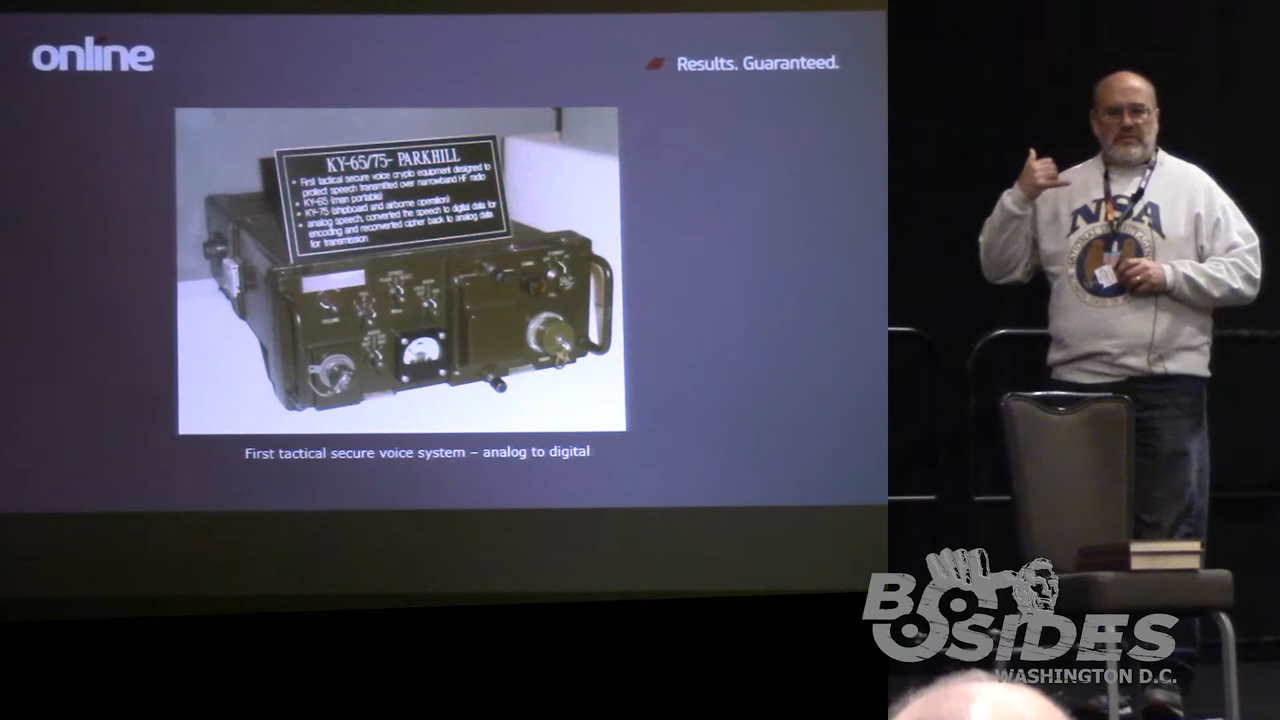 online
Results. Guaranteed.
KY-65/75- PARKHILL
• First tactical secure voice crypto equipment designed to
protect speech transmitted over narrowband HF radio
• KY-65 (man portable)
• KY-75 (shipboard and airborne operation)
• analog speech, converted the speech to digital data for
encoding and reconverted cipher back to analog data
for transmission
First tactical secure voice system – analog to digital
NSA
BSIDES
WASHINGTON D.C.